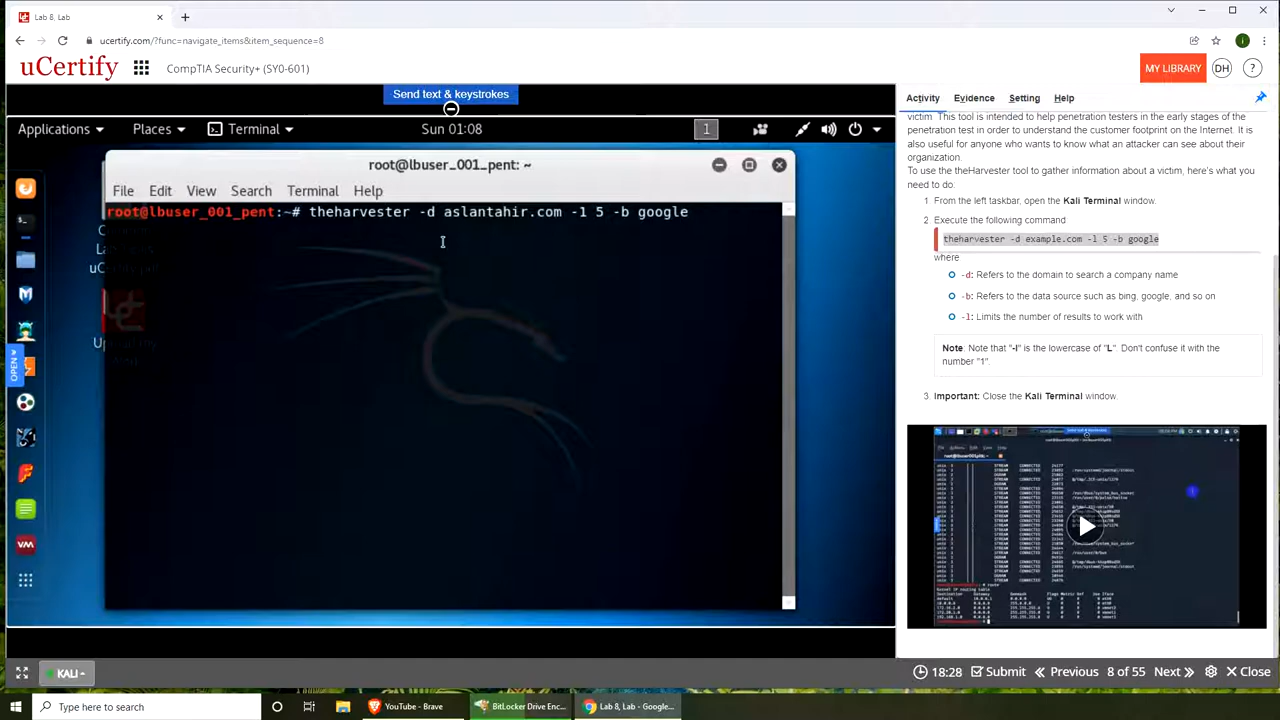 Lab 8, Lab
ucertify.com/?func=navigate_items&item_sequence=8
uCertify
CompTIA Security+ (SY0-601)
MY LIBRARY
DH
?
Send text & keystrokes
Applications
Places
Terminal
Sun 01:08
1
root@lbuser_001_pent: ~
File Edit View Search Terminal Help
root@lbuser_001_pent:~# theharvester -d aslantahir.com -1 5 -b google
OPEN
KALI
Activity
Evidence
Setting
Help
victim. This tool is intended to help penetration testers in the early stages of the
penetration test in order to understand the customer footprint on the Internet. It is
also useful for anyone who wants to know what an attacker can see about their
organization.
To use the theHarvester tool to gather information about a victim, here's what you
need to do.
1 From the left taskbar, open the Kali Terminal window.
2 Execute the following command
theharvester -d example.com -l 5 -b google
where
-d: Refers to the domain to search a company name
-b: Refers to the data source such as bing, google, and so on
-l: Limits the number of results to work with
Note: Note that "-l" is the lowercase of "L". Don't confuse it with the
number "1".
3. Important: Close the Kali Terminal window.
18:28
Submit
Previous
8 of 55
Next
Close
Type here to search
YouTube - Brave
BitLocker Drive Enc...
Lab 8, Lab - Google...